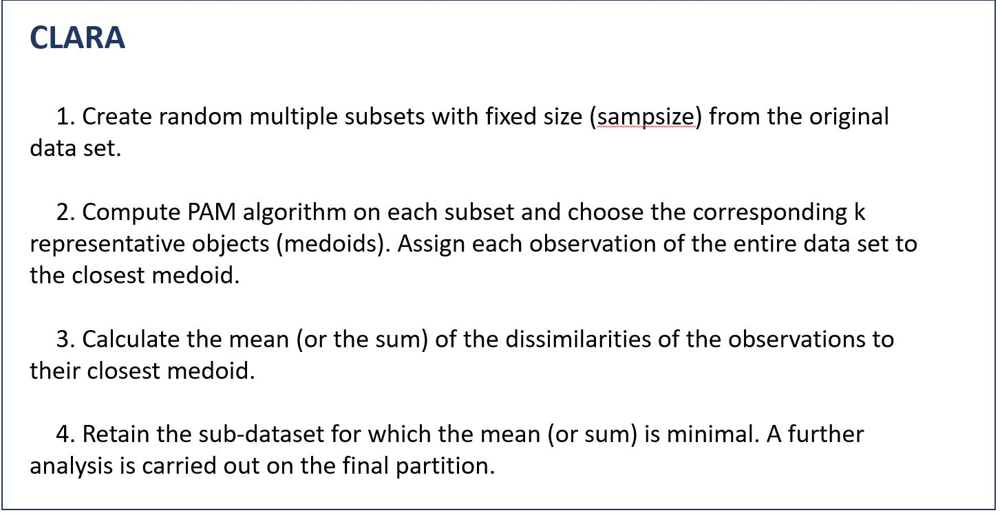 CLARA
1. Create random multiple subsets with fixed size (sampsize) from the original
data set.
2. Compute PAM algorithm on each subset and choose the corresponding k
representative objects (medoids). Assign each observation of the entire data set to
the closest medoid.
3. Calculate the mean (or the sum) of the dissimilarities of the observations to
their closest medoid.
4. Retain the sub-dataset for which the mean (or sum) is minimal. A further
analysis is carried out on the final partition.